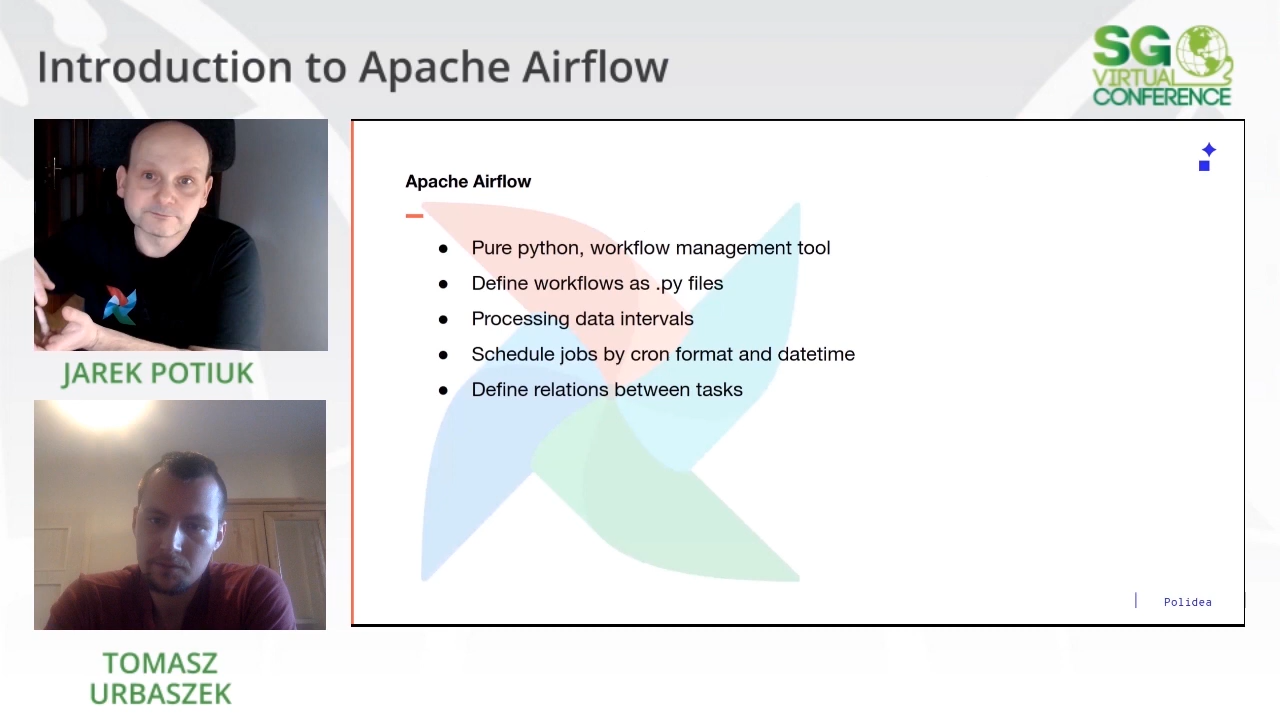 Introduction to Apache Airflow
SG
VIRTUAL
CONFERENCE
JAREK POTIUK
TOMASZ
URBASZEK
Apache Airflow
● Pure python, workflow management tool
● Define workflows as .py files
● Processing data intervals
● Schedule jobs by cron format and datetime
● Define relations between tasks
Polidea